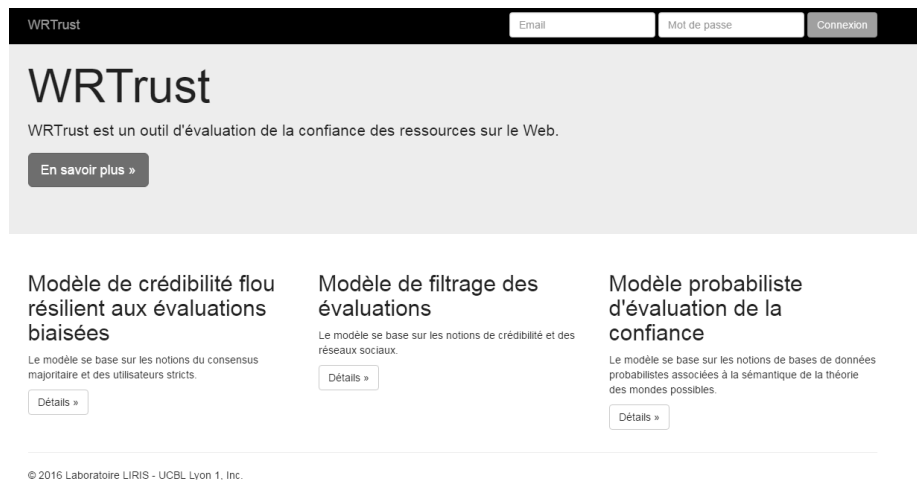 WRTrust
Email
Mot de passe
Connexion
WRTrust
WRTrust est un outil d'évaluation de la confiance des ressources sur le Web.
En savoir plus »
Modèle de crédibilité flou
résilient aux évaluations
biaisées
Le modèle se base sur les notions du consensus
majoritaire et des utilisateurs stricts.
Détails »
Modèle de filtrage des
évaluations
Le modèle se base sur les notions de crédibilité et des
réseaux sociaux.
Détails »
Modèle probabiliste
d'évaluation de la
confiance
Le modèle se base sur les notions de bases de données
probabilistes associées à la sémantique de la théorie
des mondes possibles.
Détails »
© 2016 Laboratoire LIRIS - UCBL Lyon 1, Inc.